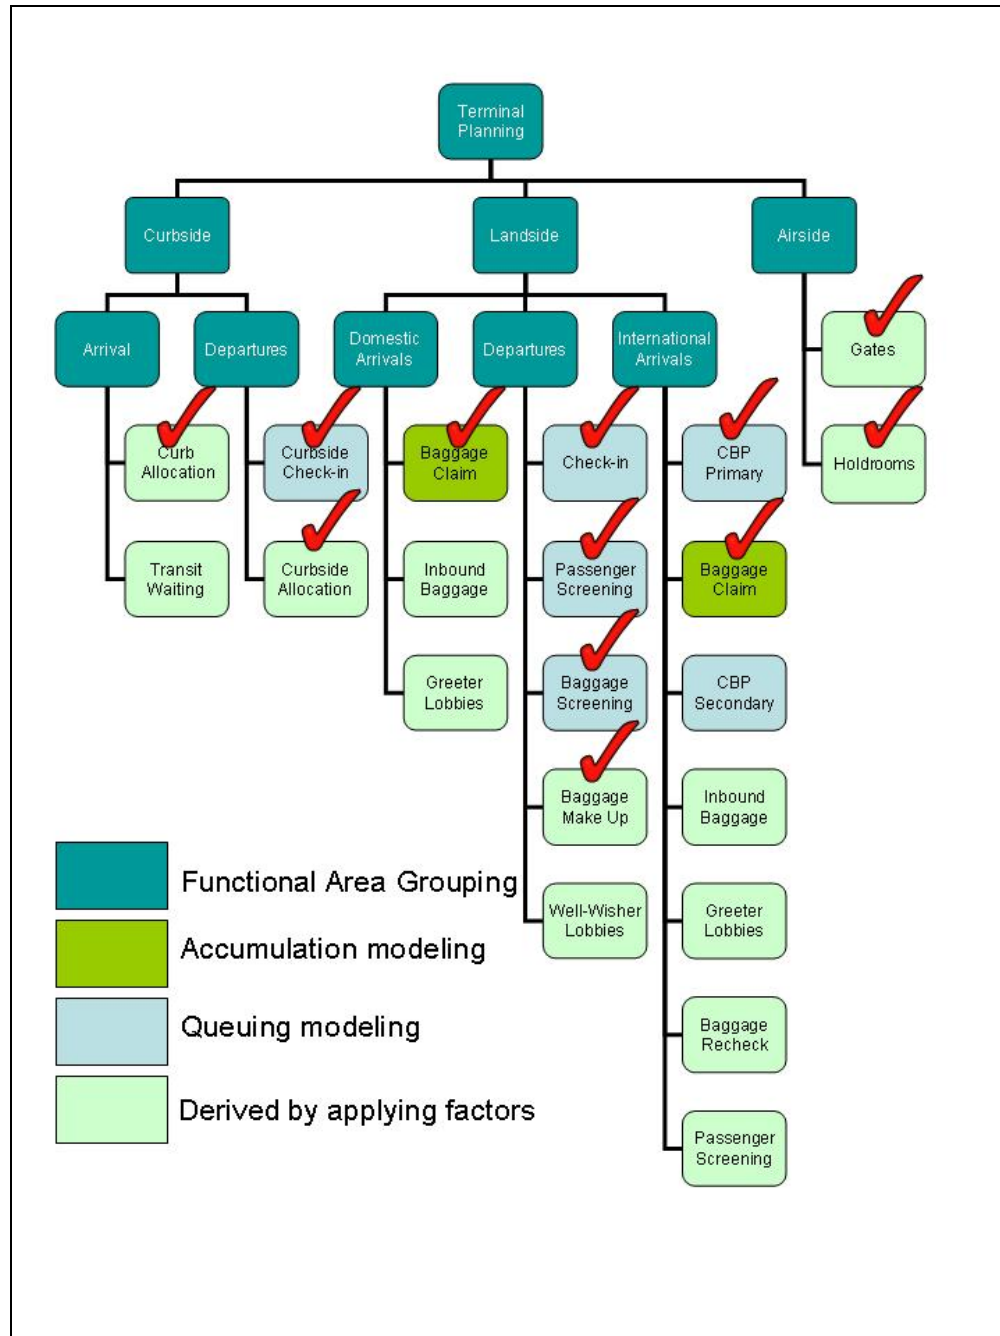 Terminal
Planning
Curbside
Landside
Airside
Arrival
Departures
Domestic
Arrivals
Departures
International
Arrivals
Gates
Curb
Allocation
Curbside
Check-in
Baggage
Claim
Check-in
CBP
Primary
Holdrooms
Transit
Waiting
Curbside
Allocation
Inbound
Baggage
Passenger
Screening
Baggage
Claim
Greeter
Lobbies
Baggage
Screening
CBP
Secondary
Baggage
Make Up
Inbound
Baggage
Well-Wisher
Lobbies
Greeter
Lobbies
Baggage
Recheck
Passenger
Screening
Functional Area Grouping
Accumulation modeling
Queuing modeling
Derived by applying factors